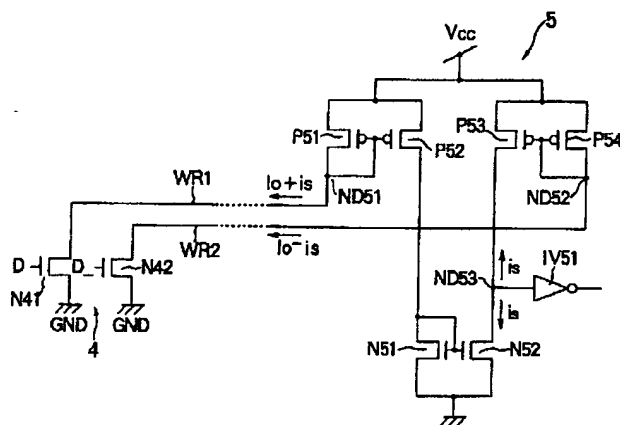 Vcc
5
P51
P52
P53
P54
WR1
Io+is
ND51
ND52
WR2
Io-is
D
D_
N42
N41
GND
GND
4
ND53
is
is
IV51
N51
N52